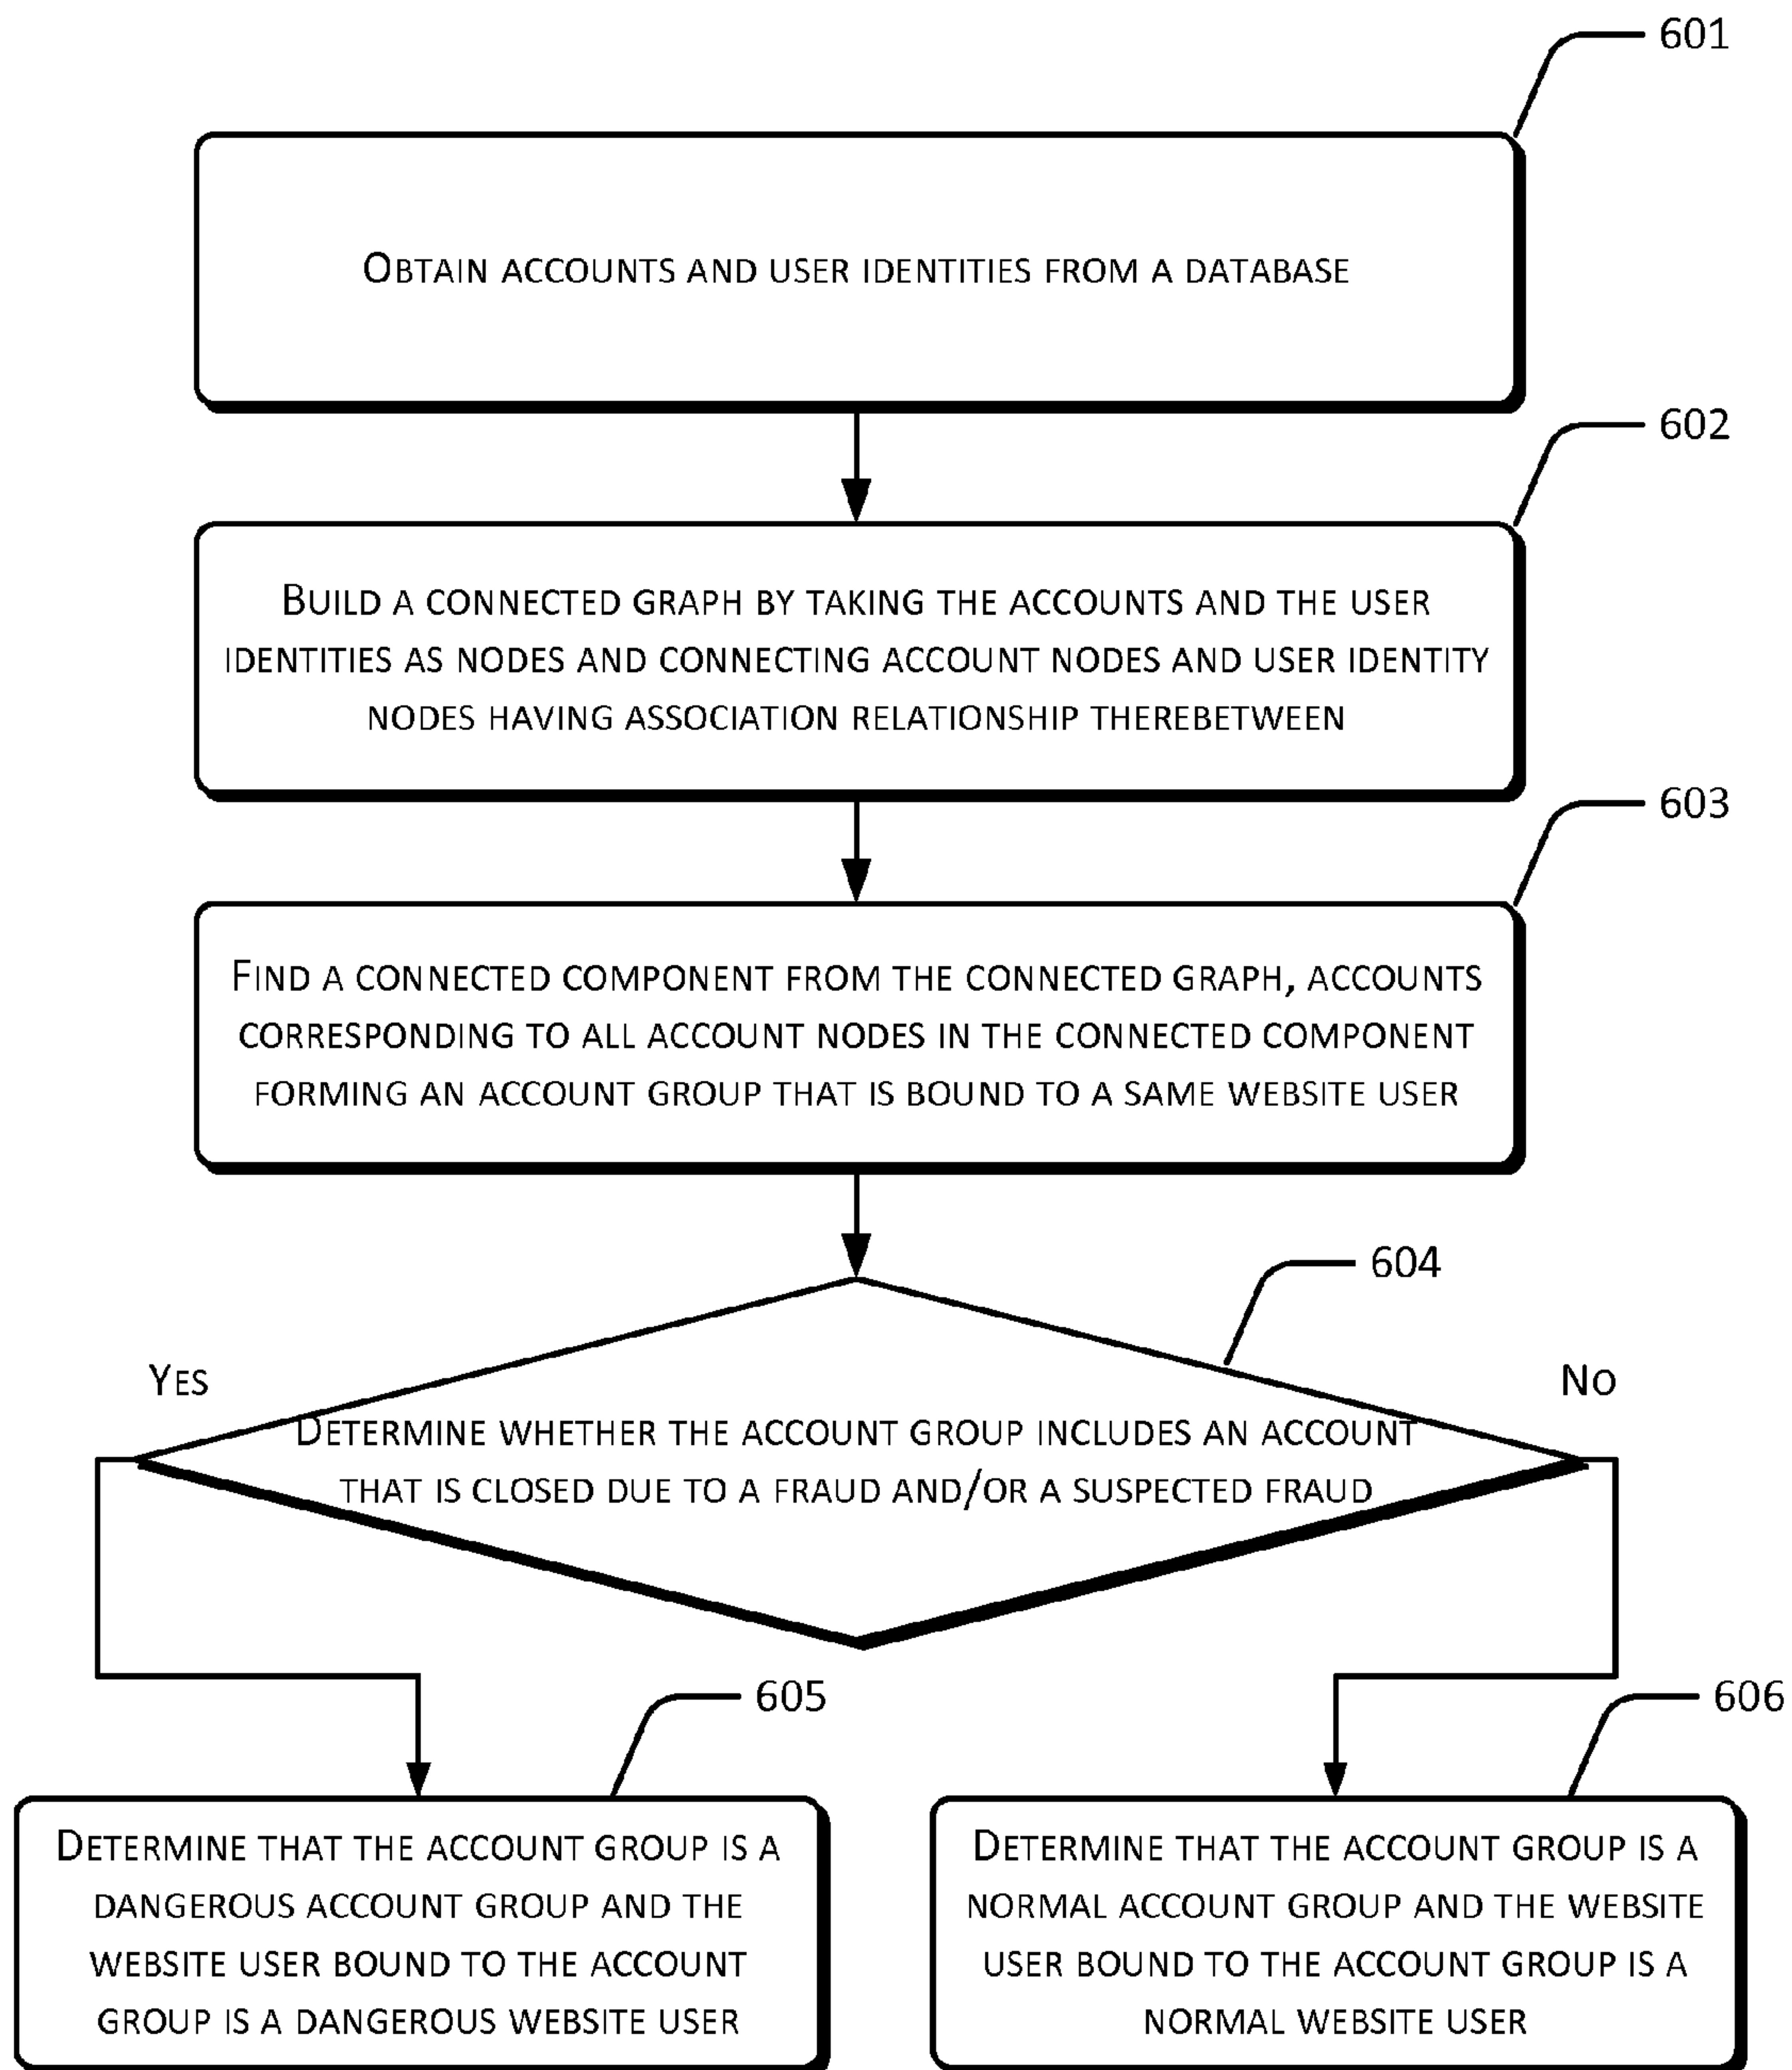 601
OBTAIN ACCOUNTS AND USER IDENTITIES FROM A DATABASE
602
BUILD A CONNECTED GRAPH BY TAKING THE ACCOUNTS AND THE USER
IDENTITIES AS NODES AND CONNECTING ACCOUNT NODES AND USER IDENTITY
NODES HAVING ASSOCIATION RELATIONSHIP THEREBETWEEN
603
FIND A CONNECTED COMPONENT FROM THE CONNECTED GRAPH, ACCOUNTS
CORRESPONDING TO ALL ACCOUNT NODES IN THE CONNECTED COMPONENT
FORMING AN ACCOUNT GROUP THAT IS BOUND TO A SAME WEBSITE USER
604
YES
NO
DETERMINE WHETHER THE ACCOUNT GROUP INCLUDES AN ACCOUNT
THAT IS CLOSED DUE TO A FRAUD AND/OR A SUSPECTED FRAUD
605
DETERMINE THAT THE ACCOUNT GROUP IS A
DANGEROUS ACCOUNT GROUP AND THE
WEBSITE USER BOUND TO THE ACCOUNT
GROUP IS A DANGEROUS WEBSITE USER
606
DETERMINE THAT THE ACCOUNT GROUP IS A
NORMAL ACCOUNT GROUP AND THE WEBSITE
USER BOUND TO THE ACCOUNT GROUP IS A
NORMAL WEBSITE USER